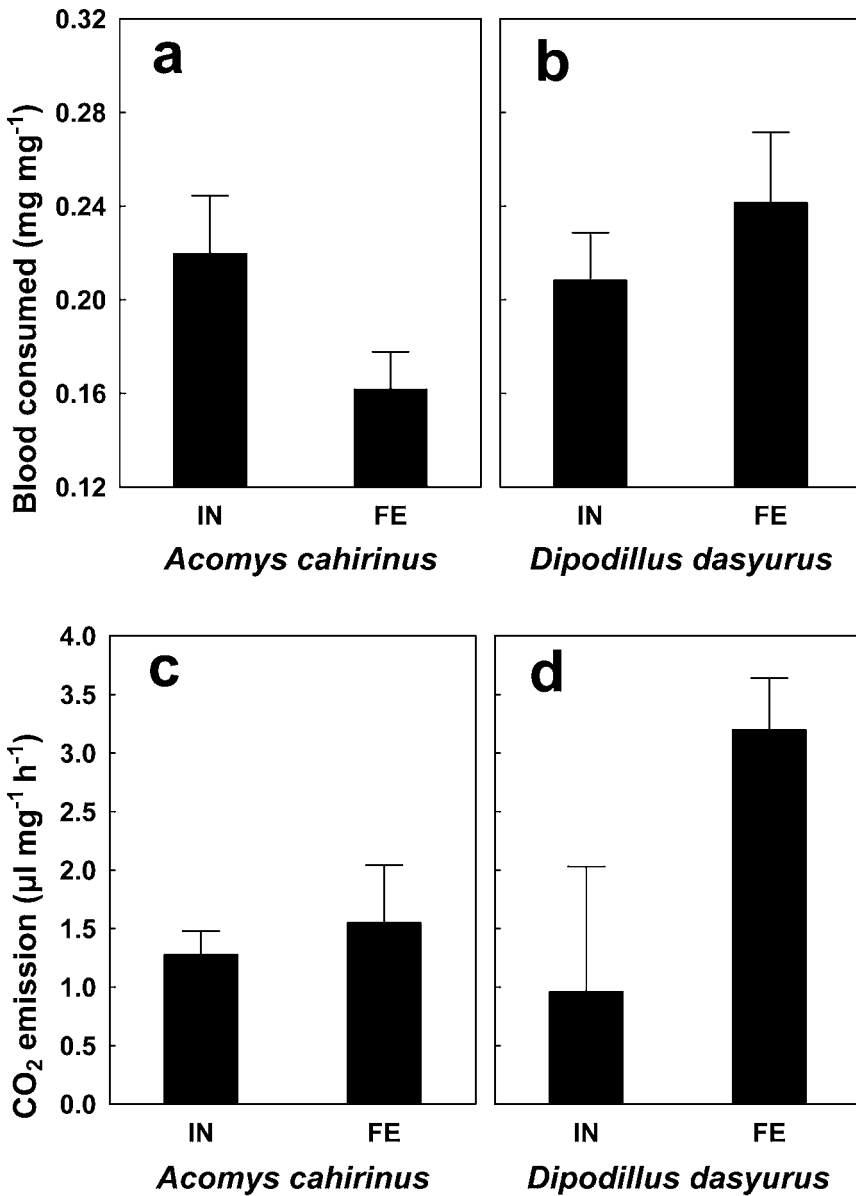 a
b
Blood consumed (mg mg⁻¹)
0.32
0.28
0.24
0.20
0.16
0.12
IN FE IN FE
Acomys cahirinus Dipodillus dasyurus
c
d
CO₂ emission (µl mg⁻¹ h⁻¹)
4.0
3.5
3.0
2.5
2.0
1.5
1.0
0.5
0.0
IN FE IN FE
Acomys cahirinus Dipodillus dasyurus